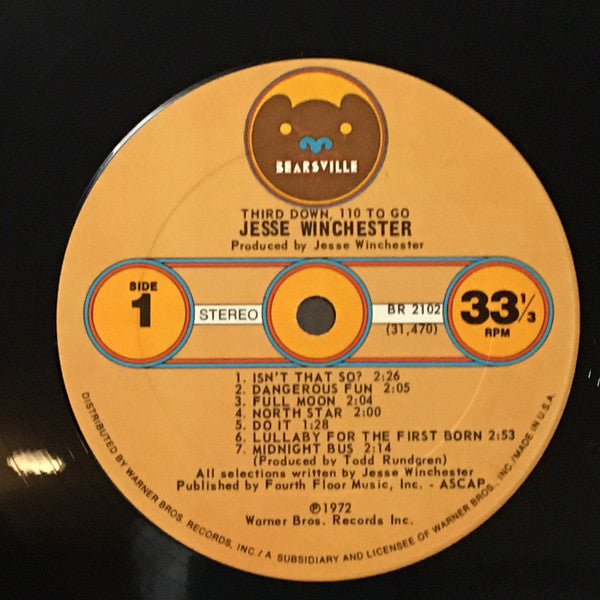 BEARSVILLE
THIRD DOWN, 110 TO GO
JESSE WINCHESTER
Produced by Jesse Winchester
SIDE
1
STEREO
BR 2102
(31,470)
33 1/3
RPM
1. ISN'T THAT SO? 2:26
2. DANGEROUS FUN 2:05
3. FULL MOON 2:04
4. NORTH STAR 2:00
5. DO IT 1:28
6. LULLABY FOR THE FIRST BORN 2:53
7. MIDNIGHT BUS 2:14
(Produced by Todd Rundgren)
All selections written by Jesse Winchester
Published by Fourth Floor Music, Inc. - ASCAP
℗1972
Warner Bros. Records Inc.
DISTRIBUTED BY WARNER BROS. RECORDS, INC./A SUBSIDIARY AND LICENSEE OF WARNER BROS., INC./MADE IN U.S.A.